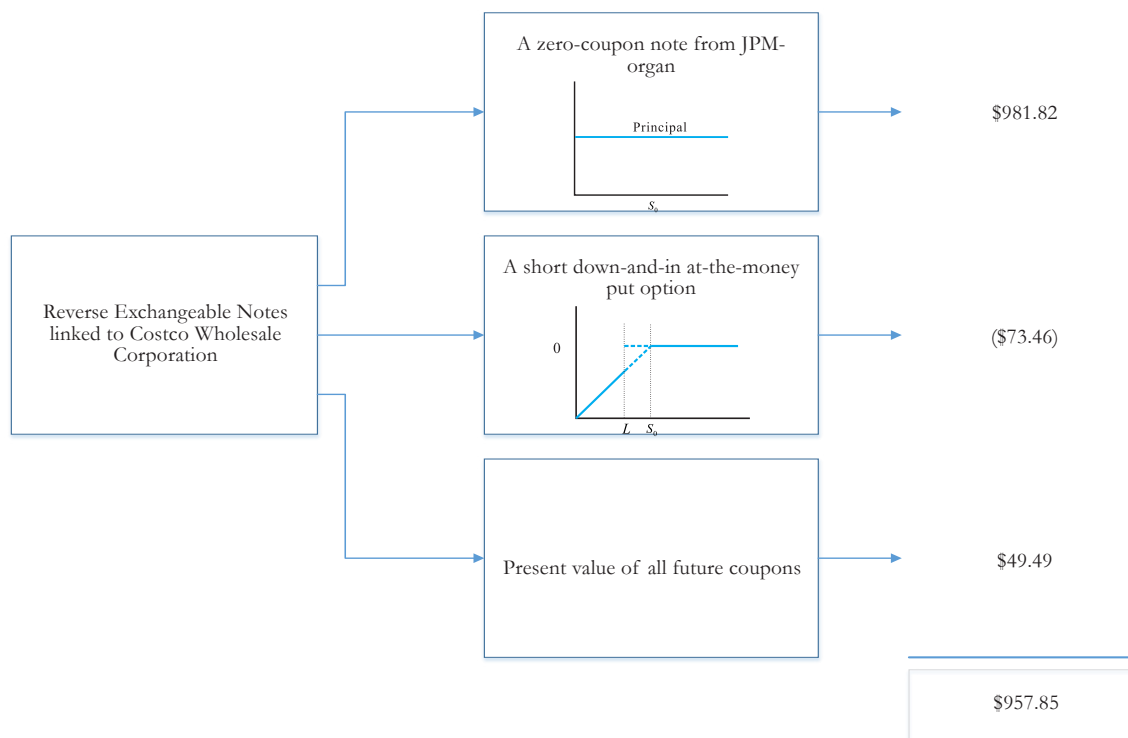 A zero-coupon note from JPM-
organ
Principal
S₀
$981.82
Reverse Exchangeable Notes
linked to Costco Wholesale
Corporation
A short down-and-in at-the-money
put option
0
L S₀
($73.46)
Present value of all future coupons
$49.49
$957.85